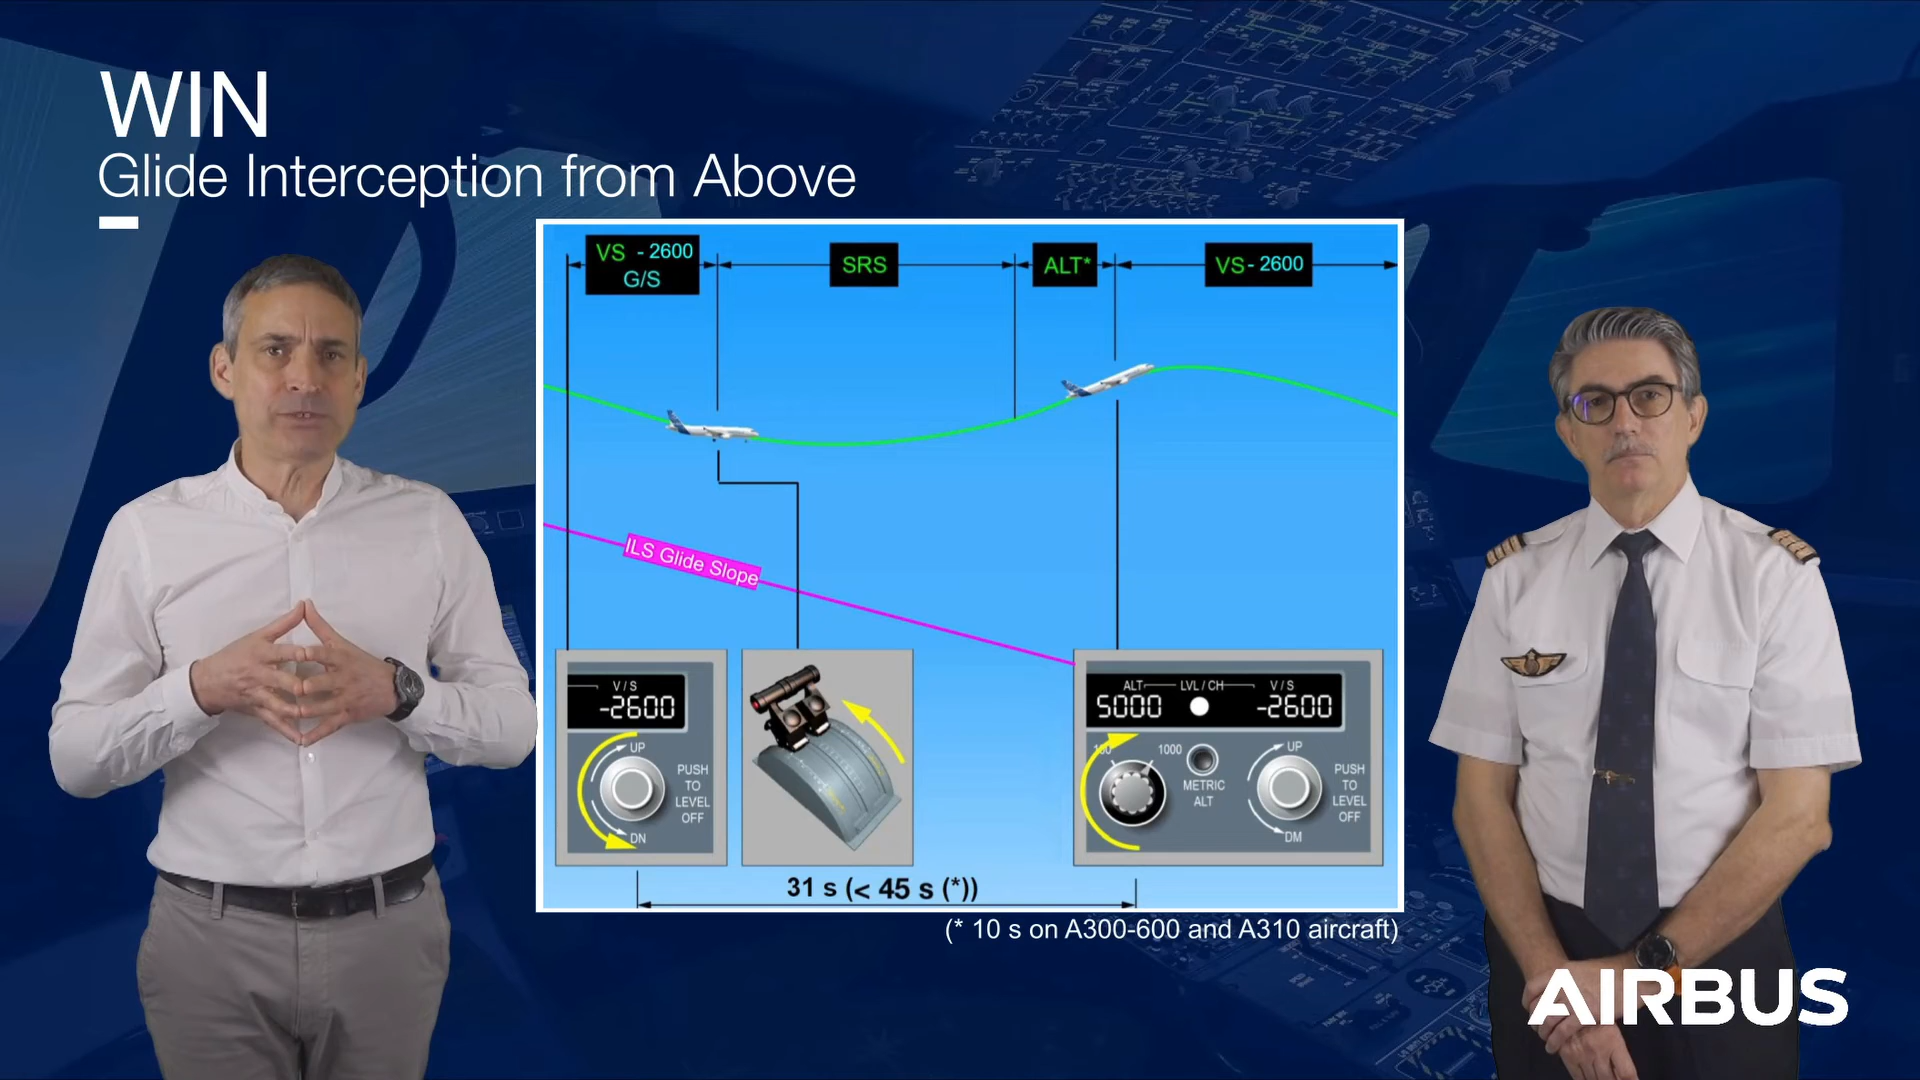 WIN
Glide Interception from Above
VS - 2600
G/S
SRS
ALT*
VS- 2600
ILS Glide Slope
V/S
-2600
UP
PUSH
TO
LEVEL
OFF
DN
ALT LVL/CH V/S
5000 -2600
100 1000
METRIC
ALT
UP
PUSH
TO
LEVEL
OFF
DM
31 s (< 45 s (*))
(* 10 s on A300-600 and A310 aircraft)
AIRBUS